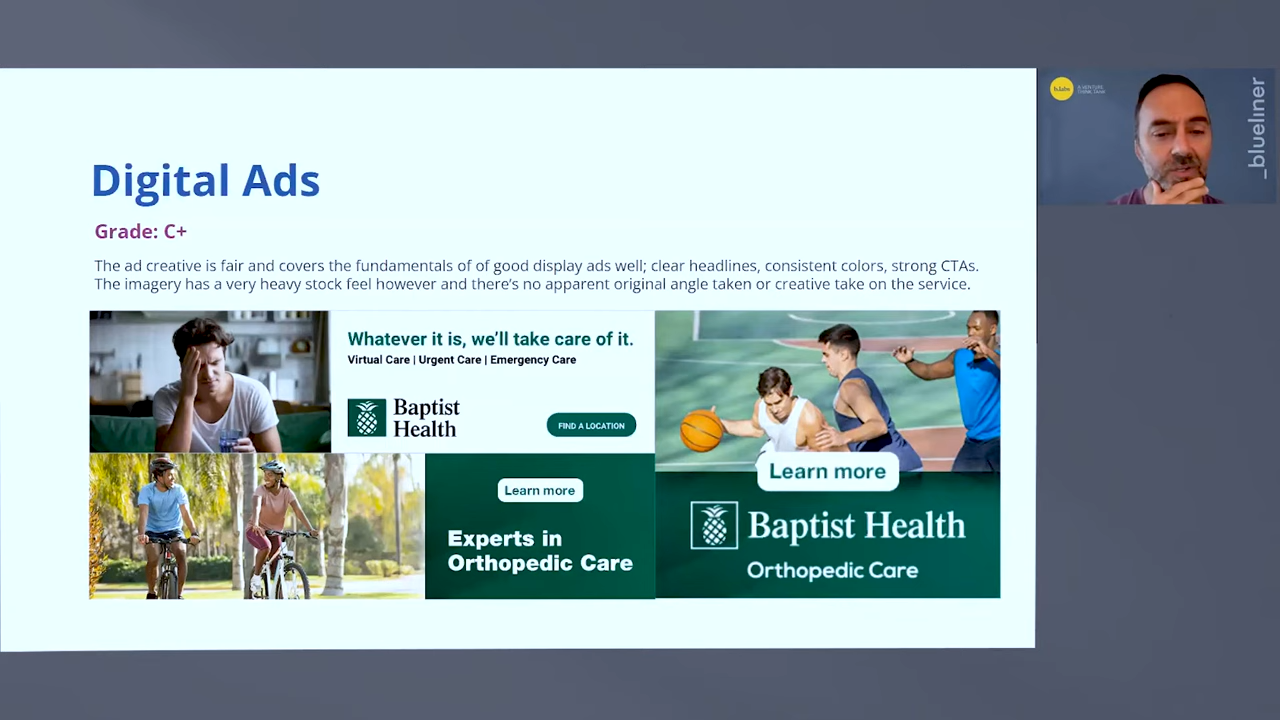 Digital Ads
Grade: C+
The ad creative is fair and covers the fundamentals of of good display ads well; clear headlines, consistent colors, strong CTAs.
The imagery has a very heavy stock feel however and there's no apparent original angle taken or creative take on the service.
Whatever it is, we'll take care of it.
Virtual Care | Urgent Care | Emergency Care
Baptist
Health
FIND A LOCATION
Learn more
Experts in
Orthopedic Care
Learn more
Baptist Health
Orthopedic Care
b.labs
A VENTURE
THINK TANK
_blueliner